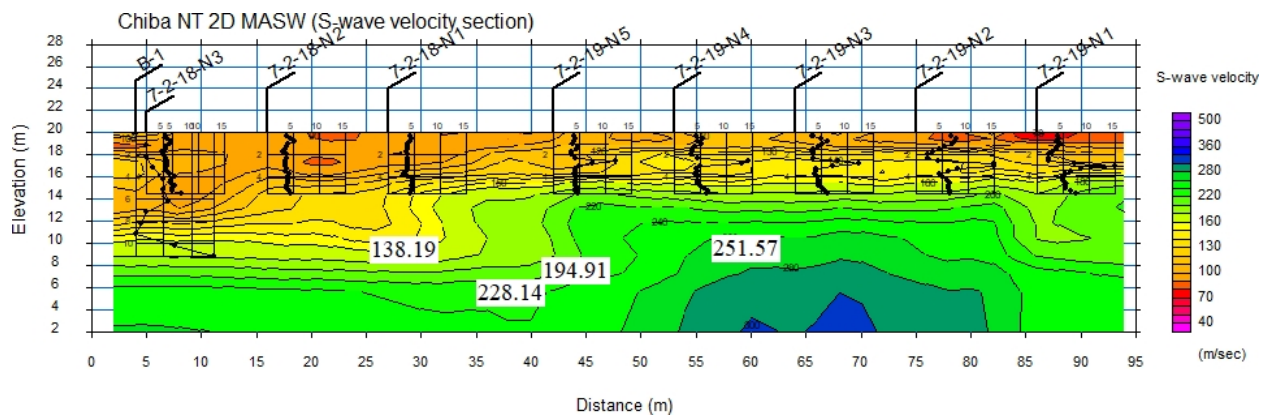 Chiba NT 2D MASW (S-wave velocity section)
B-1
7-2-18-N3
7-2-18-N2
7-2-18-N1
7-2-19-N5
7-2-19-N4
7-2-19-N3
7-2-19-N2
7-2-19-N1
Elevation (m)
28
26
24
22
20
18
16
14
12
10
8
6
4
2
138.19
194.91
228.14
251.57
220
240
0 5 10 15 20 25 30 35 40 45 50 55 60 65 70 75 80 85 90 95
Distance (m)
S-wave velocity
500
360
280
220
160
130
100
70
40
(m/sec)